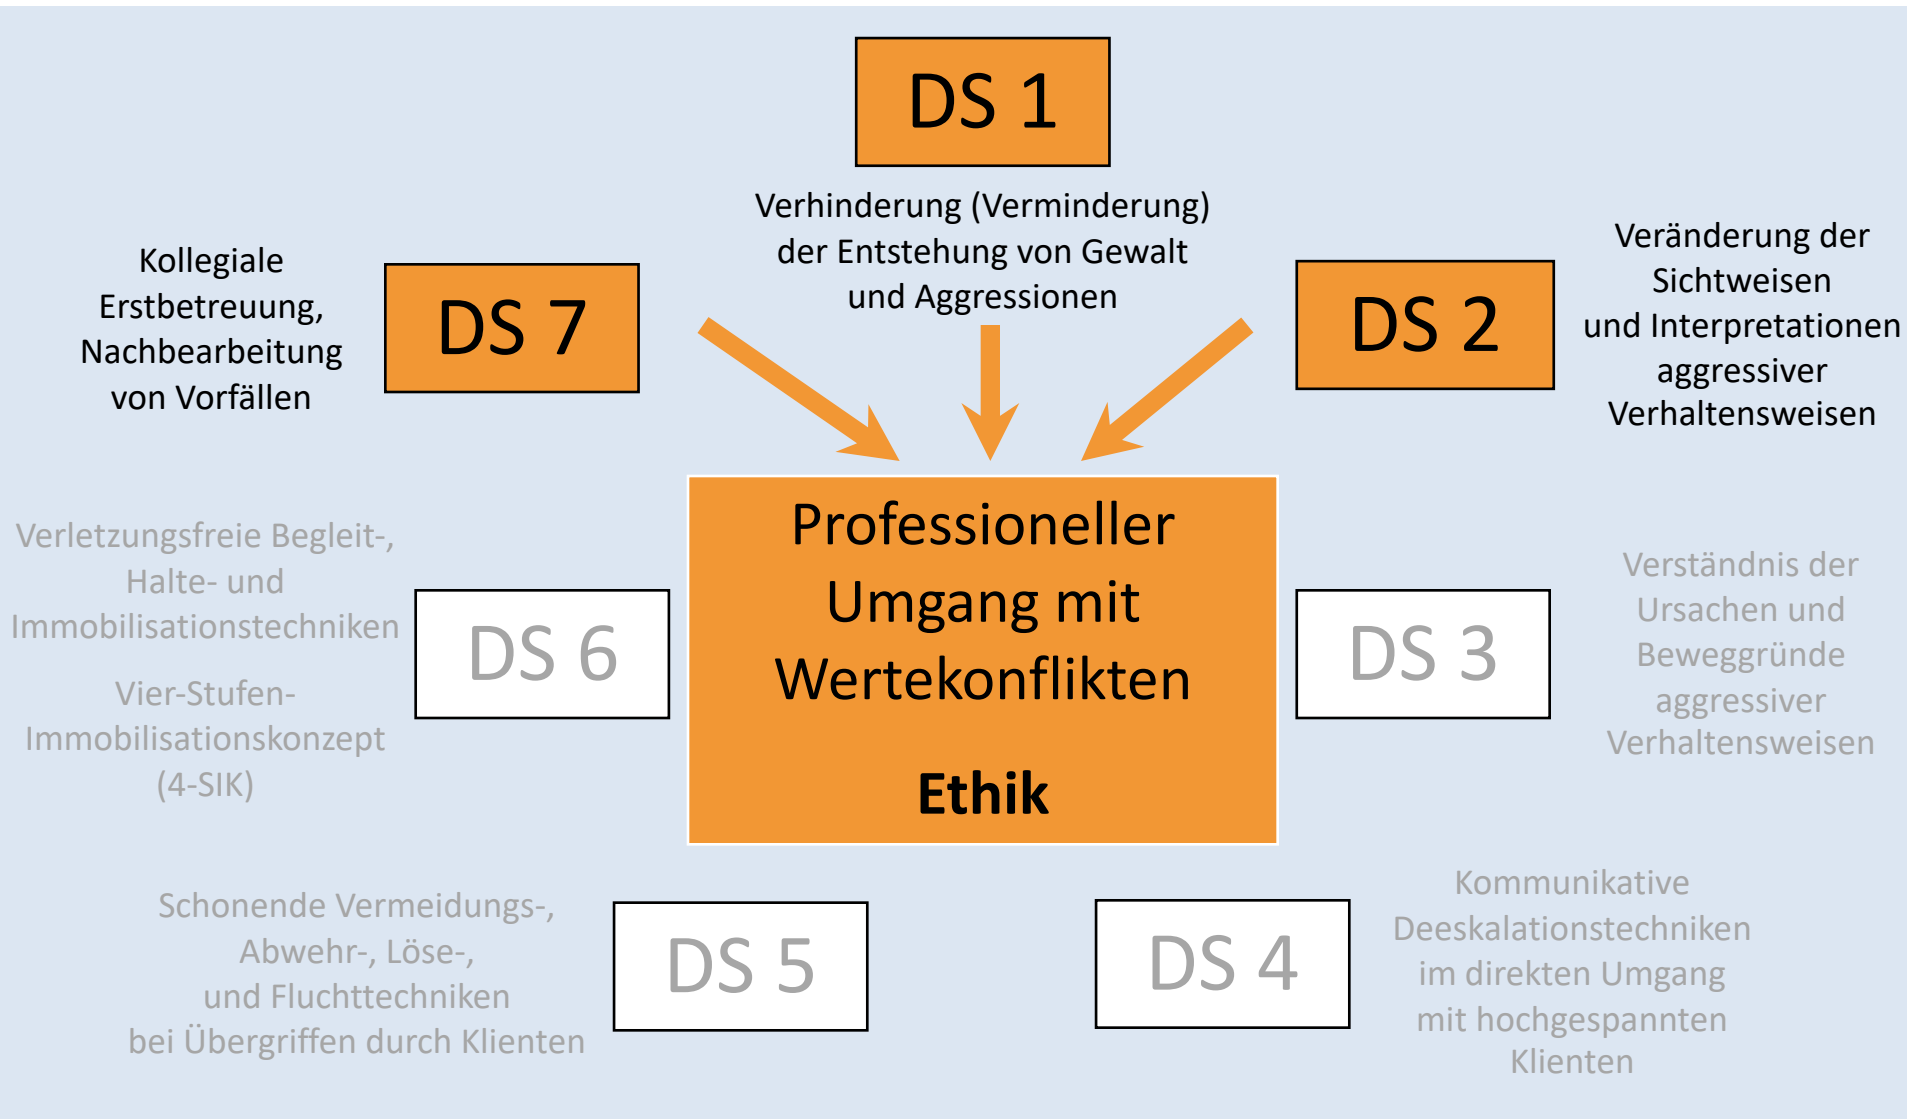 DS 1
Verhinderung (Verminderung)
der Entstehung von Gewalt
und Aggressionen
DS 2
Veränderung der
Sichtweisen
und Interpretationen
aggressiver
Verhaltensweisen
DS 3
Verständnis der
Ursachen und
Beweggründe
aggressiver
Verhaltensweisen
DS 4
Kommunikative
Deeskalationstechniken
im direkten Umgang
mit hochgespannten
Klienten
DS 5
Schonende Vermeidungs-,
Abwehr-, Löse-,
und Fluchttechniken
bei Übergriffen durch Klienten
DS 6
Verletzungsfreie Begleit-,
Halte- und
Immobilisationstechniken
Vier-Stufen-
Immobilisationskonzept
(4-SIK)
DS 7
Kollegiale
Erstbetreuung,
Nachbearbeitung
von Vorfällen
Professioneller
Umgang mit
Wertekonflikten
Ethik